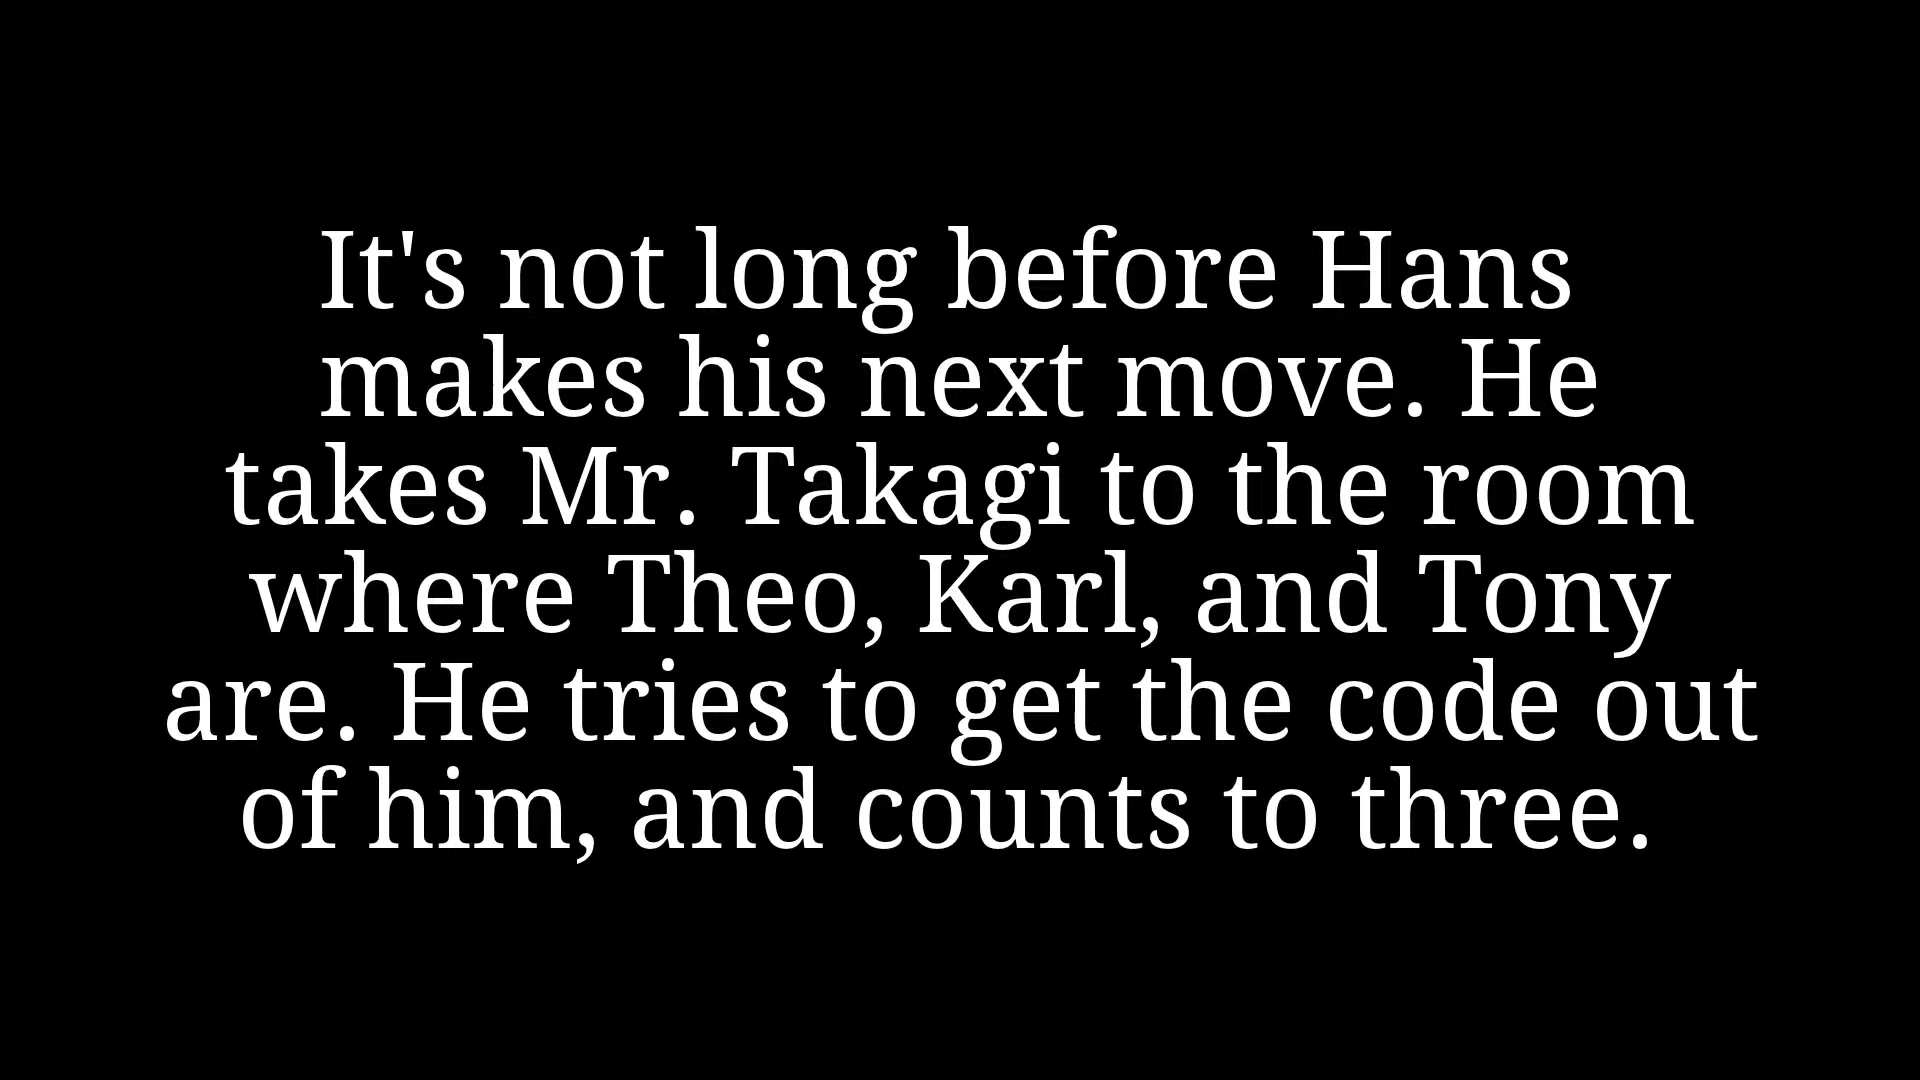 It's not long before Hans
makes his next move. He
takes Mr. Takagi to the room
where Theo, Karl, and Tony
are. He tries to get the code out
of him, and counts to three.